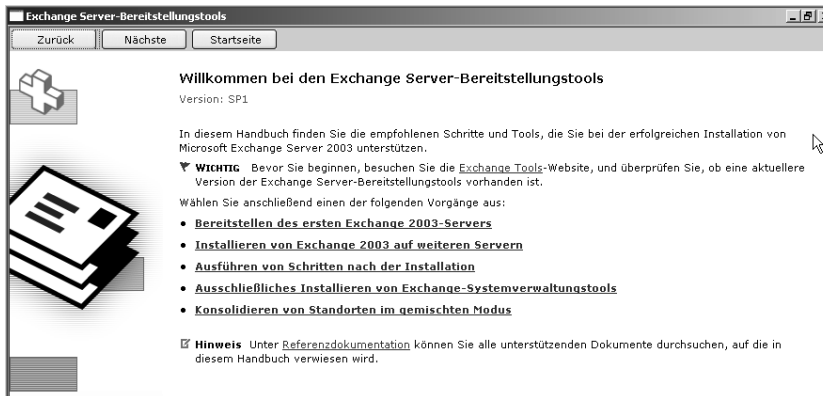 Exchange Server-Bereitstellungstools
Zurück Nächste Startseite
Willkommen bei den Exchange Server-Bereitstellungstools
Version: SP1
In diesem Handbuch finden Sie die empfohlenen Schritte und Tools, die Sie bei der erfolgreichen Installation von
Microsoft Exchange Server 2003 unterstützen.
WICHTIG Bevor Sie beginnen, besuchen Sie die Exchange Tools-Website, und überprüfen Sie, ob eine aktuellere
Version der Exchange Server-Bereitstellungstools vorhanden ist.
Wählen Sie anschließend einen der folgenden Vorgänge aus:
• Bereitstellen des ersten Exchange 2003-Servers
• Installieren von Exchange 2003 auf weiteren Servern
• Ausführen von Schritten nach der Installation
• Ausschließliches Installieren von Exchange-Systemverwaltungstools
• Konsolidieren von Standorten im gemischten Modus
Hinweis Unter Referenzdokumentation können Sie alle unterstützenden Dokumente durchsuchen, auf die in
diesem Handbuch verwiesen wird.